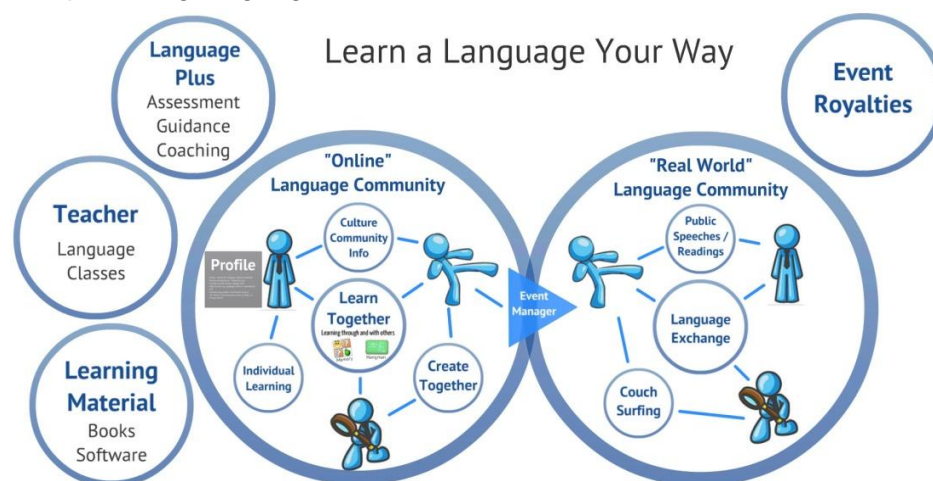 Learn a Language Your Way
Language
Plus
Assessment
Guidance
Coaching
Teacher
Language
Classes
Learning
Material
Books
Software
"Online"
Language Community
Culture
Community
Info
Profile
Learn
Together
Learning through and with others
Individual
Learning
Create
Together
Event
Manager
"Real World"
Language Community
Public
Speeches /
Readings
Language
Exchange
Couch
Surfing
Event
Royalties